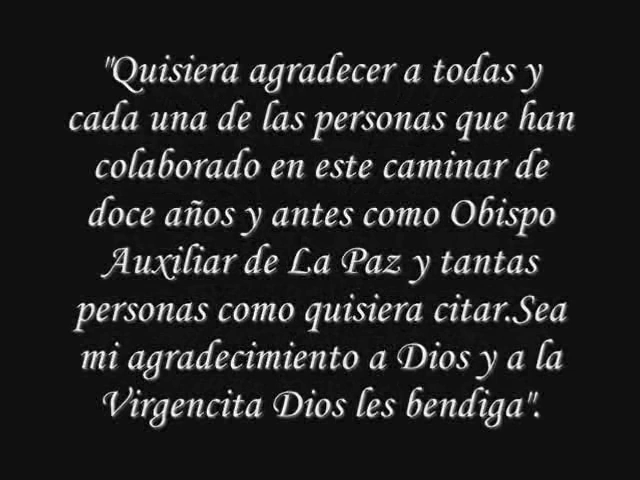 "Quisiera agradecer a todas y
cada una de las personas que han
colaborado en este caminar de
doce años y antes como Obispo
Auxiliar de La Paz y tantas
personas como quisiera citar.Sea
mi agradecimiento a Dios y a la
Virgencita Dios les bendiga".